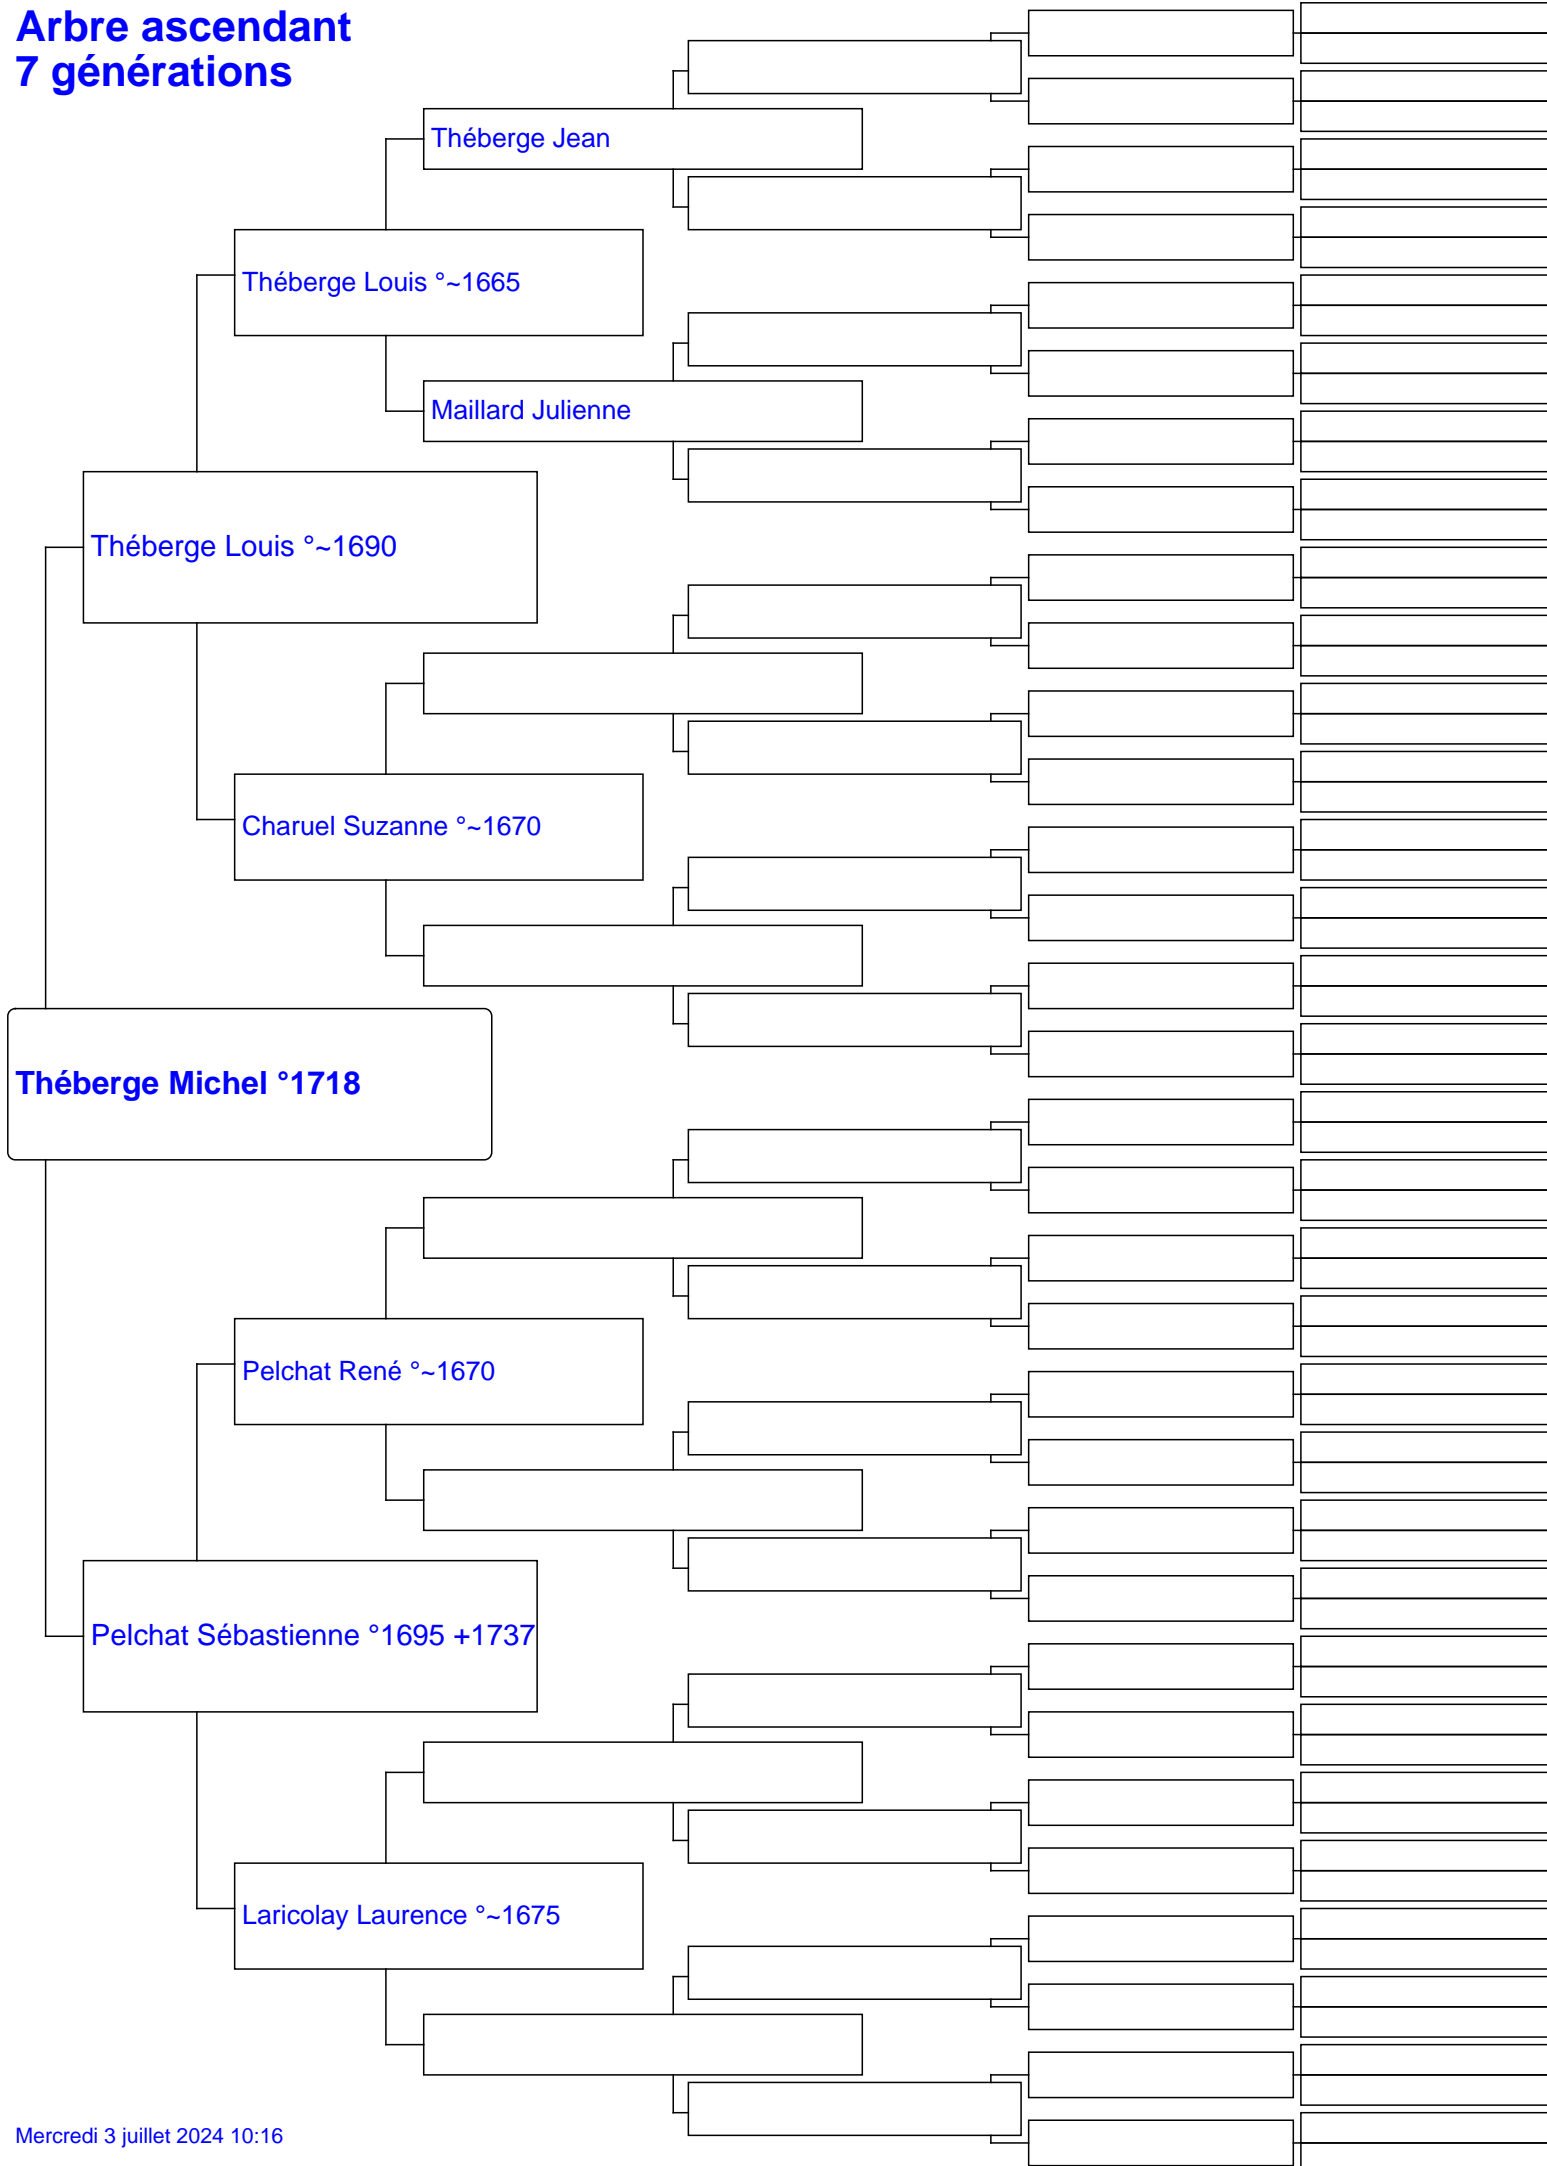 Arbre ascendant
7 générations
Théberge Jean
Théberge Louis °~1665
Maillard Julienne
Théberge Louis °~1690
Charuel Suzanne °~1670
Théberge Michel °1718
Pelchat René °~1670
Pelchat Sébastienne °1695 +1737
Laricolay Laurence °~1675
Mercredi 3 juillet 2024 10:16